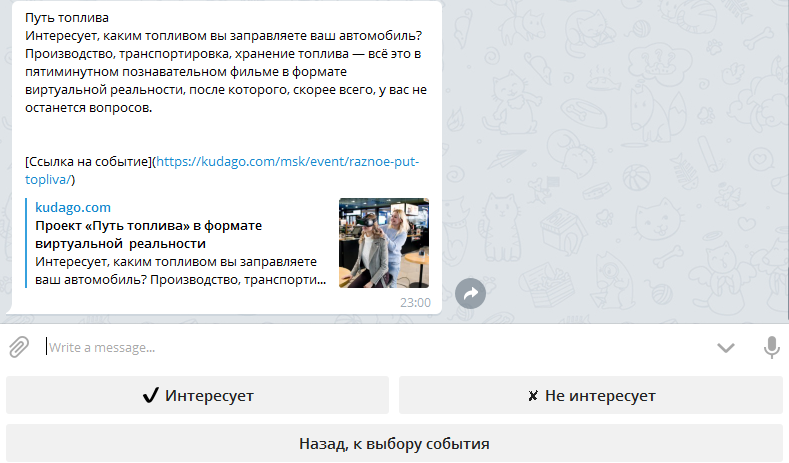 Путь топлива
Интересует, каким топливом вы заправляете ваш автомобиль?
Производство, транспортировка, хранение топлива — всё это в
пятиминутном познавательном фильме в формате
виртуальной реальности, после которого, скорее всего, у вас не
останется вопросов.
[Ссылка на событие](https://kudago.com/msk/event/raznoe-put-
topliva/)
kudago.com
Проект «Путь топлива» в формате
виртуальной реальности
Интересует, каким топливом вы заправляете
ваш автомобиль? Производство, транспорти...
23:00
Write a message...
✔ Интересует
✘ Не интересует
Назад, к выбору события